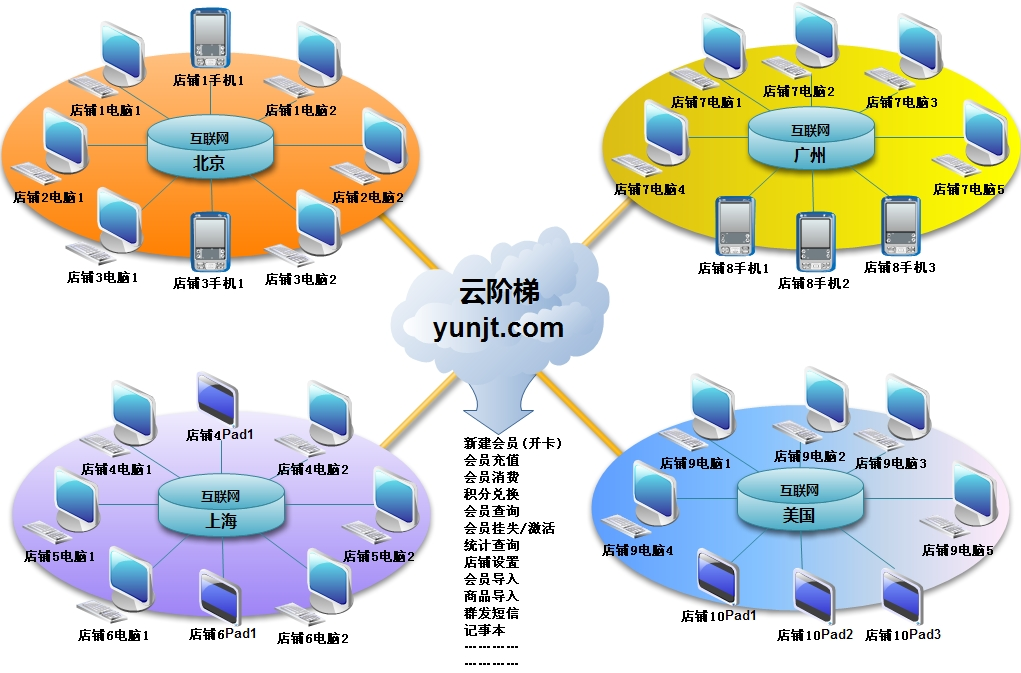 店铺1手机1
店铺1电脑1
店铺1电脑2
互联网
北京
店铺2电脑1
店铺2电脑2
店铺3电脑1
店铺3手机1
店铺3电脑2
店铺7电脑1
店铺7电脑2
店铺7电脑3
互联网
广州
店铺7电脑4
店铺7电脑5
店铺8手机1
店铺8手机2
店铺8手机3
云阶梯
yunjt.com
店铺4Pad1
店铺4电脑1
店铺4电脑2
互联网
上海
店铺5电脑1
店铺5电脑2
店铺6电脑1
店铺6Pad1
店铺6电脑2
新建会员(开卡)
会员充值
会员消费
积分兑换
会员查询
会员挂失/激活
统计查询
店铺设置
会员导入
商品导入
群发短信
记事本
…………
…………
店铺9电脑1
店铺9电脑2
店铺9电脑3
互联网
美国
店铺9电脑4
店铺9电脑5
店铺10Pad1
店铺10Pad2
店铺10Pad3